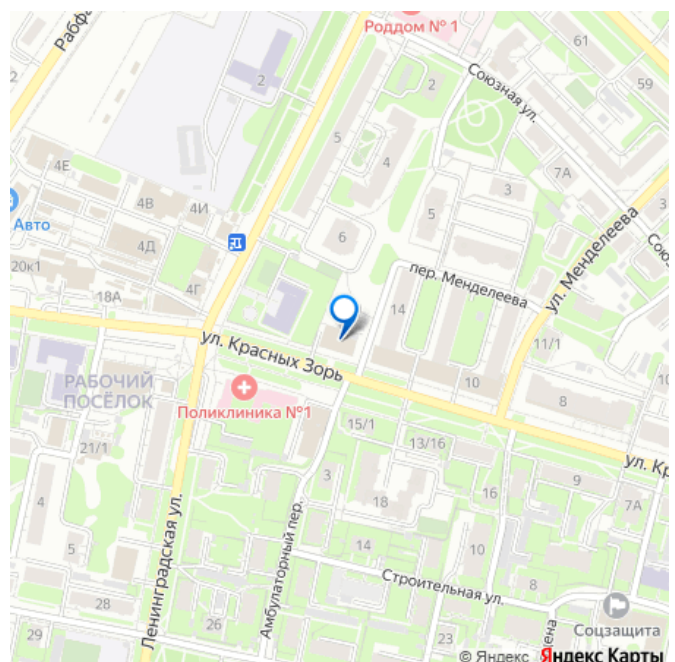 Роддом № 1
61
Союзная ул.
59
2
2
5
4
7А
3
3
4Е
4В
4И
Авто
4Д
6
5
ул. Менделеева
20к1
4Г
18А
пер. Менделеева
14
ул. Красных Зорь
11/1
РАБОЧИЙ
ПОСЁЛОК
Поликлиника №1
10
8
10
15/1
13/16
21/1
3
ул. Кр
4
18
16
9
7А
5
14
10
Ленинградская ул.
Амбулаторный пер.
Строительная ул.
8
28
26
29
Соцзащита
© Яндекс Яндекс Карты